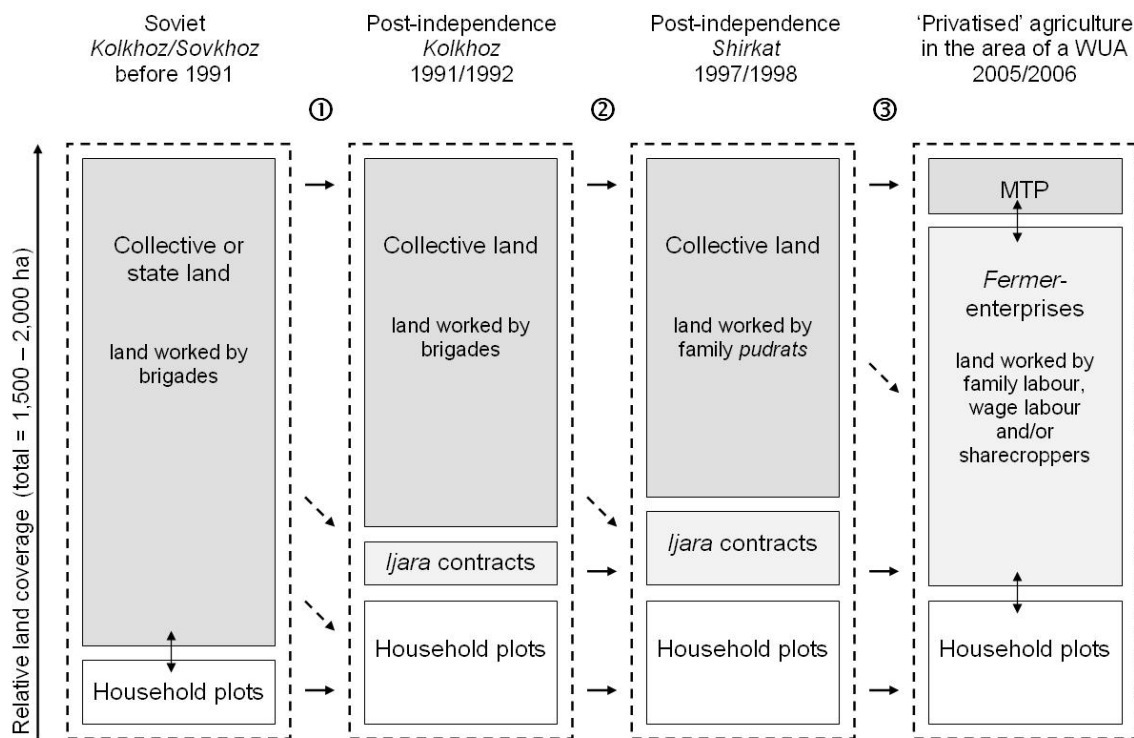 Soviet
Kolkhoz/Sovkhoz
before 1991
Post-independence
Kolkhoz
1991/1992
Post-independence
Shirkat
1997/1998
‘Privatised’ agriculture
in the area of a WUA
2005/2006
①
②
③
Relative land coverage (total = 1,500 – 2,000 ha)
Collective or
state land
land worked by
brigades
Household plots
Collective land
land worked by
brigades
Ijara contracts
Household plots
Collective land
land worked by
family pudrats
Ijara contracts
Household plots
MTP
Fermer-
enterprises
land worked by
family labour,
wage labour
and/or
sharecroppers
Household plots